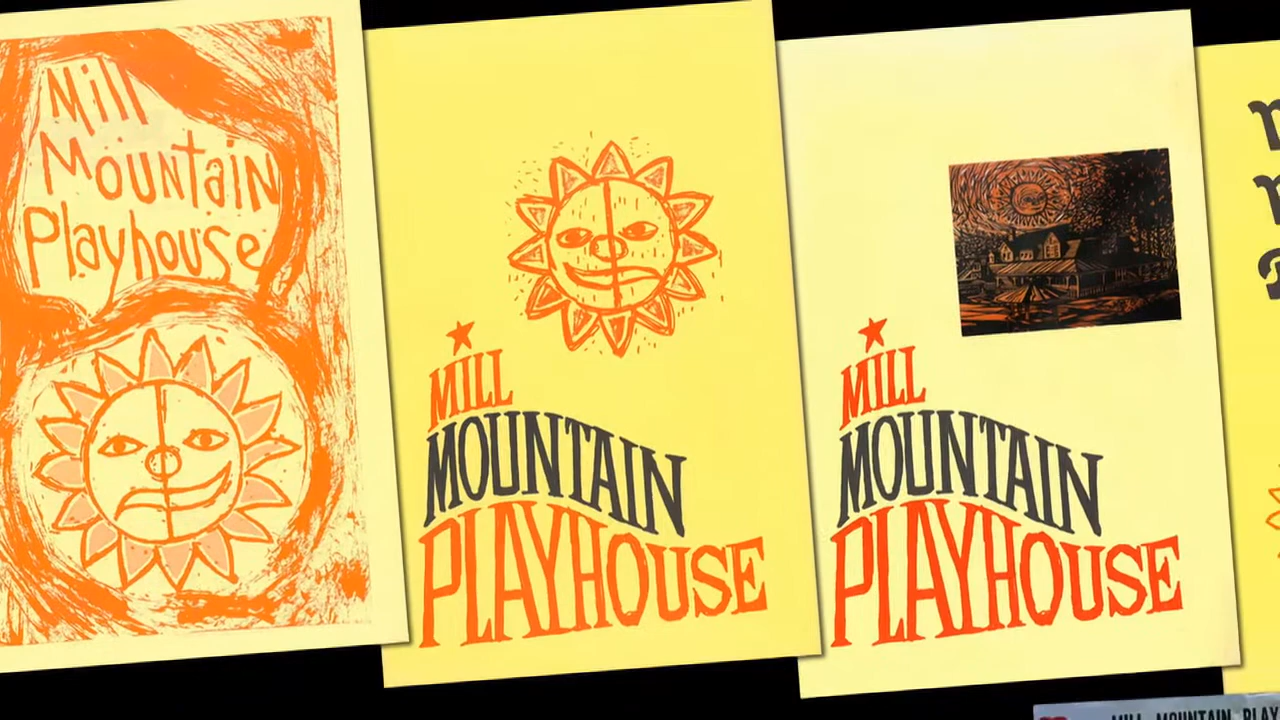 Mill
Mountain
Playhouse
MILL
MOUNTAIN
PLAYHOUSE
MILL
MOUNTAIN
PLAYHOUSE
MILL MOUNTAIN PLAY